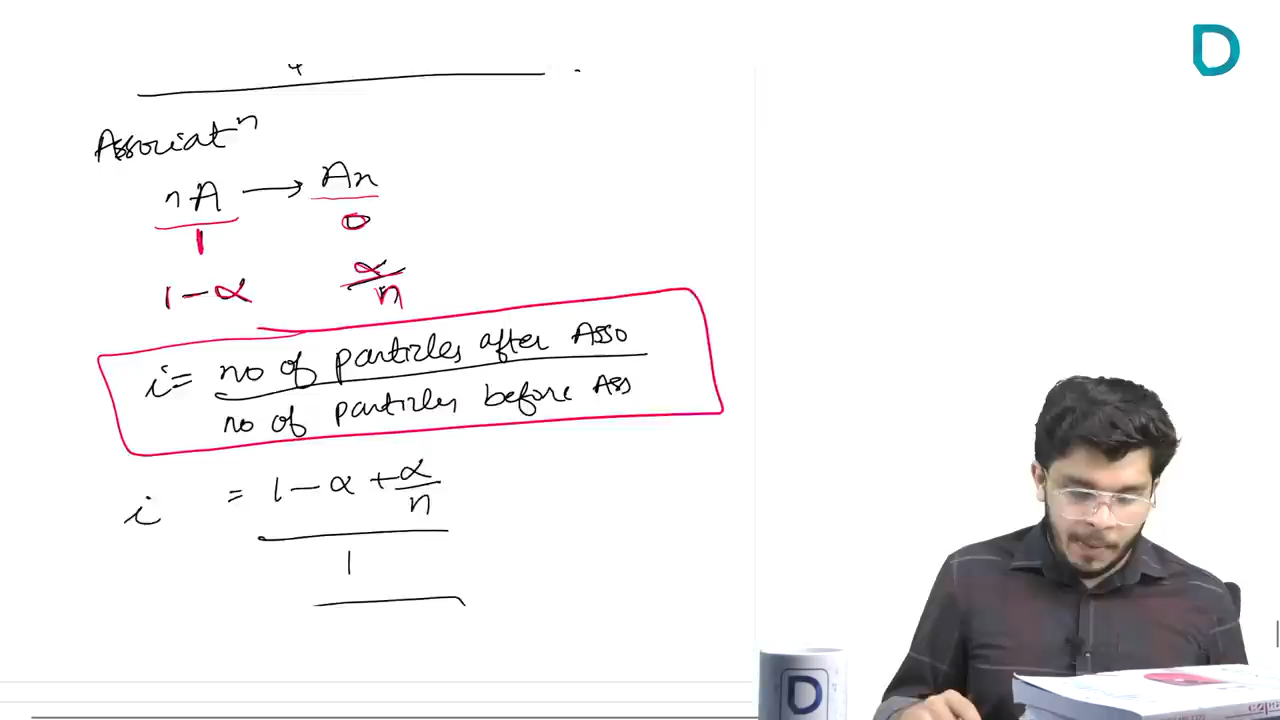 D
Associatⁿ
nA → An
1 0
1-α α/n
i = no of particles after Asso
no of particles before Ass
i = 1-α+α/n
1
D